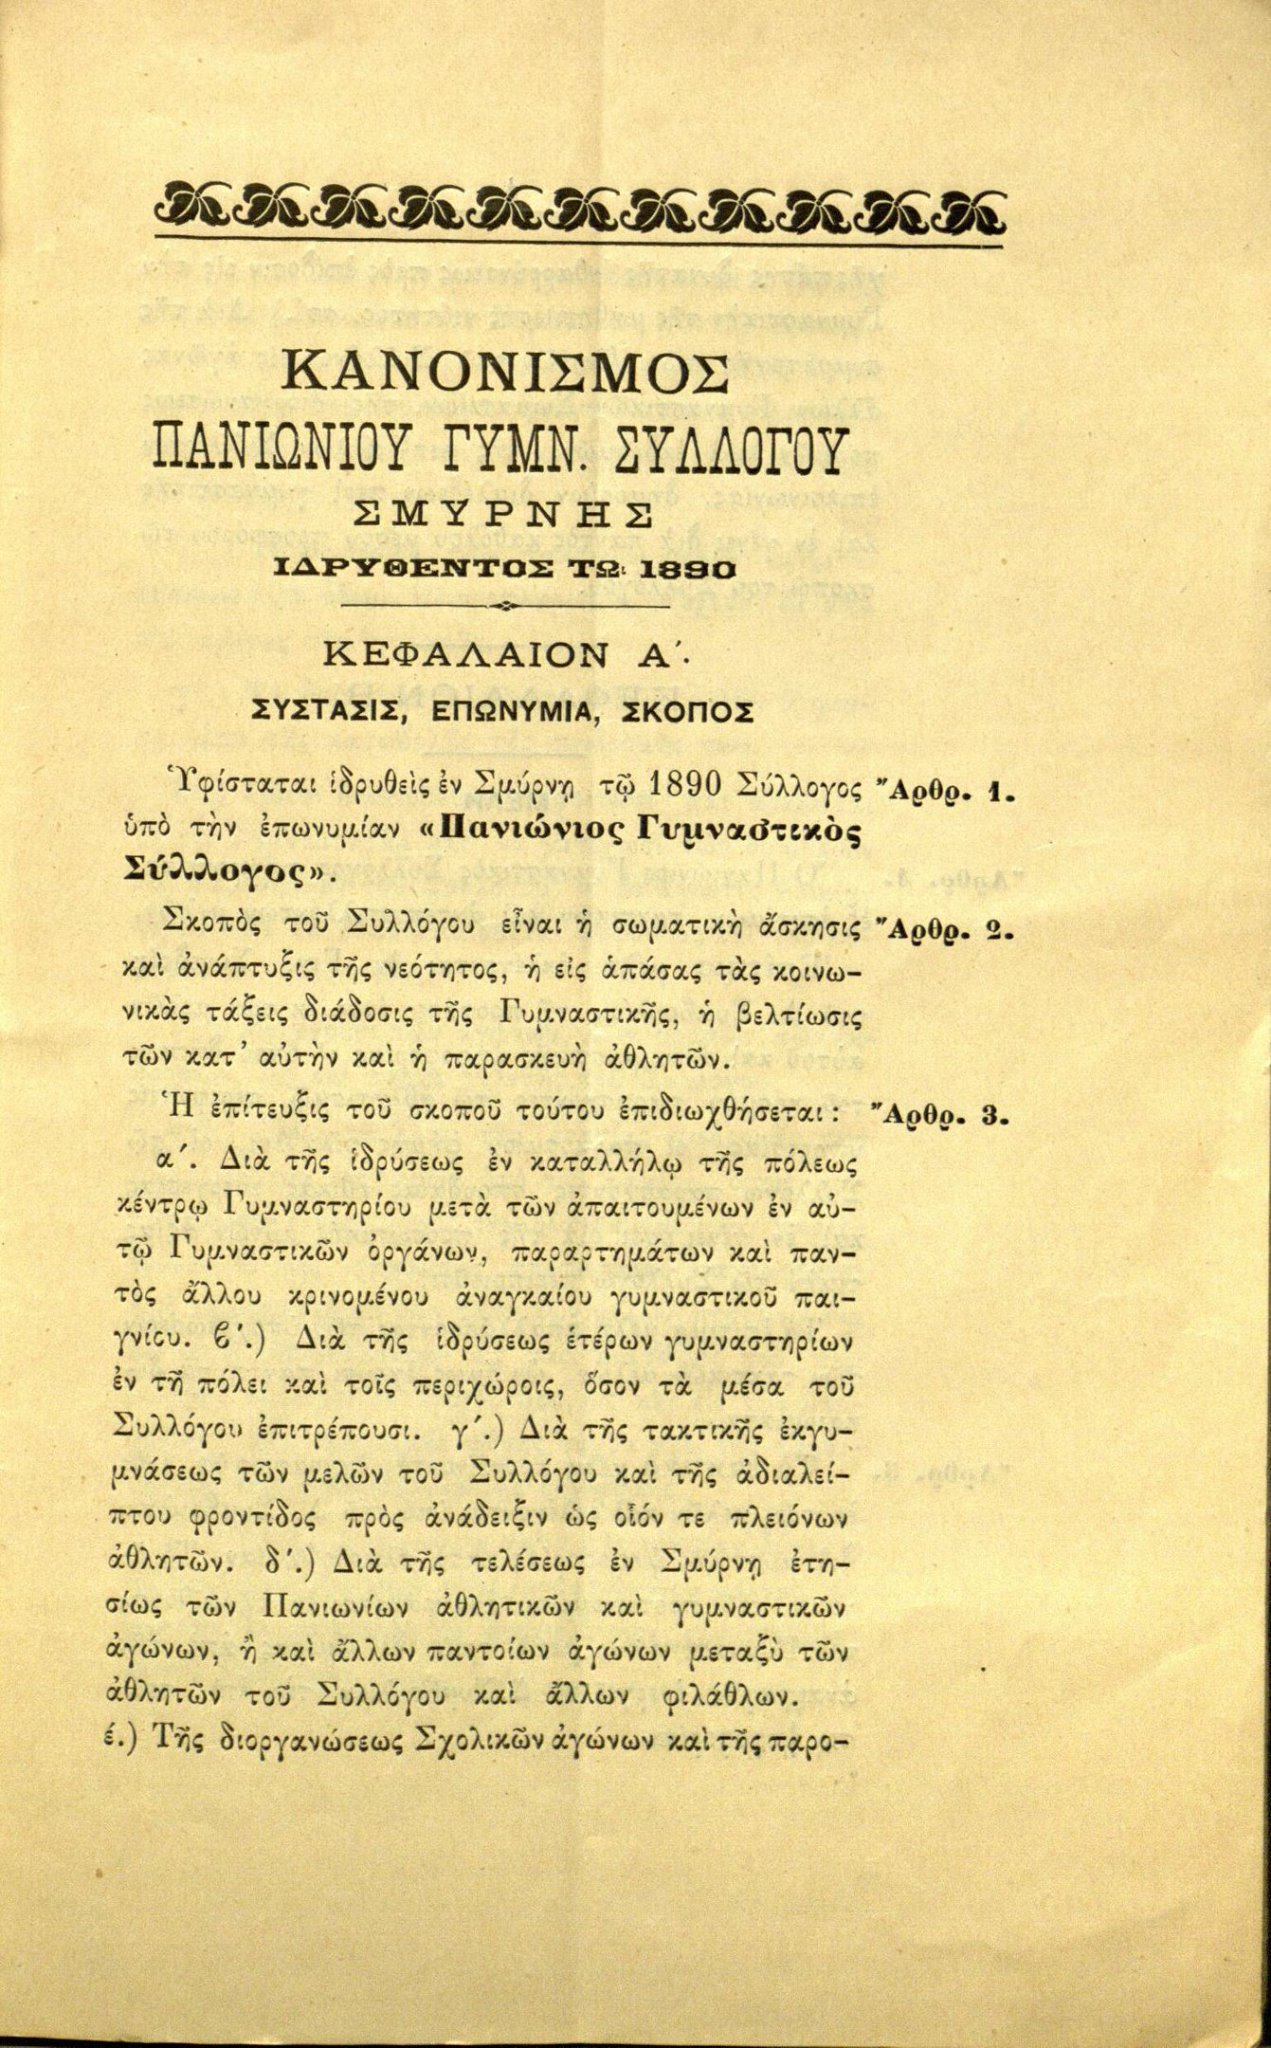 ΚΑΝΟΝΙΣΜΟΣ
ΠΑΝΙΩΝΙΟΥ ΓΥΜΝ. ΣΥΛΛΟΓΟΥ
ΣΜΥΡΝΗΣ
ΙΔΡΥΘΕΝΤΟΣ ΤΩι 1890
ΚΕΦΑΛΑΙΟΝ Α΄.
ΣΥΣΤΑΣΙΣ, ΕΠΩΝΥΜΙΑ, ΣΚΟΠΟΣ
Ὑφίσταται ἱδρυθεὶς ἐν Σμύρνῃ τῷ 1890 Σύλλογος Ἄρθρ. 1.
ὑπὸ τὴν ἐπωνυμίαν «Πανιώνιος Γυμναστικὸς
Σύλλογος».
Σκοπὸς τοῦ Συλλόγου εἶναι ἡ σωματικὴ ἄσκησις Ἄρθρ. 2.
καὶ ἀνάπτυξις τῆς νεότητος, ἡ εἰς ἁπάσας τὰς κοινω-
νικὰς τάξεις διάδοσις τῆς Γυμναστικῆς, ἡ βελτίωσις
τῶν κατ' αὐτὴν καὶ ἡ παρασκευὴ ἀθλητῶν.
Ἡ ἐπίτευξις τοῦ σκοποῦ τούτου ἐπιδιωχθήσεται: Ἄρθρ. 3.
α΄. Διὰ τῆς ἱδρύσεως ἐν καταλλήλῳ τῆς πόλεως
κέντρῳ Γυμναστηρίου μετὰ τῶν ἀπαιτουμένων ἐν αὐ-
τῷ Γυμναστικῶν ὀργάνων, παραρτημάτων καὶ παν-
τὸς ἄλλου κρινομένου ἀναγκαίου γυμναστικοῦ παι-
γνίου. ϐ΄.) Διὰ τῆς ἱδρύσεως ἑτέρων γυμναστηρίων
ἐν τῇ πόλει καὶ τοῖς περιχώροις, ὅσον τὰ μέσα τοῦ
Συλλόγου ἐπιτρέπουσι. γ΄.) Διὰ τῆς τακτικῆς ἐκγυ-
μνάσεως τῶν μελῶν τοῦ Συλλόγου καὶ τῆς ἀδιαλεί-
πτου φροντίδος πρὸς ἀνάδειξιν ὡς οἷόν τε πλειόνων
ἀθλητῶν. δ΄.) Διὰ τῆς τελέσεως ἐν Σμύρνῃ ἐτη-
σίως τῶν Πανιωνίων ἀθλητικῶν καὶ γυμναστικῶν
ἀγώνων, ἢ καὶ ἄλλων παντοίων ἀγώνων μεταξὺ τῶν
ἀθλητῶν τοῦ Συλλόγου καὶ ἄλλων φιλάθλων.
έ.) Τῆς διοργανώσεως Σχολικῶν ἀγώνων καὶ τῆς παρο-